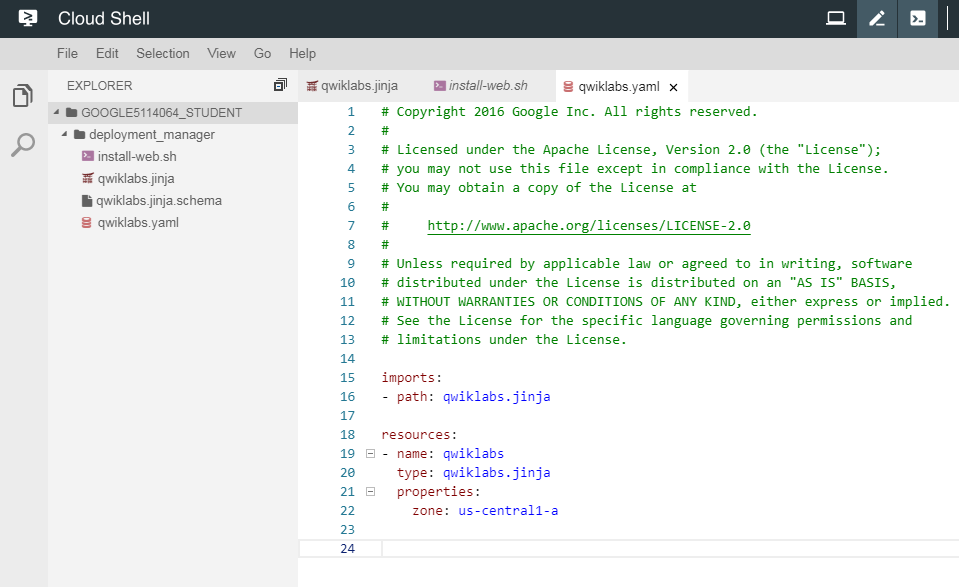 Cloud Shell
File Edit Selection View Go Help
EXPLORER
GOOGLE5114064_STUDENT
deployment_manager
install-web.sh
qwiklabs.jinja
qwiklabs.jinja.schema
qwiklabs.yaml
qwiklabs.jinja install-web.sh qwiklabs.yaml ×
1 # Copyright 2016 Google Inc. All rights reserved.
2 #
3 # Licensed under the Apache License, Version 2.0 (the "License");
4 # you may not use this file except in compliance with the License.
5 # You may obtain a copy of the License at
6 #
7 # http://www.apache.org/licenses/LICENSE-2.0
8 #
9 # Unless required by applicable law or agreed to in writing, software
10 # distributed under the License is distributed on an "AS IS" BASIS,
11 # WITHOUT WARRANTIES OR CONDITIONS OF ANY KIND, either express or implied.
12 # See the License for the specific language governing permissions and
13 # limitations under the License.
14
15 imports:
16 - path: qwiklabs.jinja
17
18 resources:
19 - name: qwiklabs
20 type: qwiklabs.jinja
21 properties:
22 zone: us-central1-a
23
24